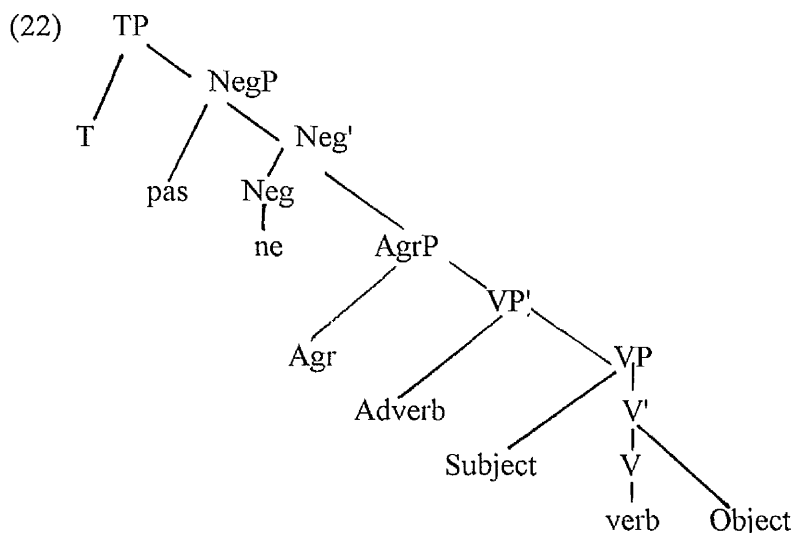 (22) TP
NegP
T Neg'
pas Neg
ne AgrP
VP'
Agr VP
Adverb V'
Subject V
verb Object